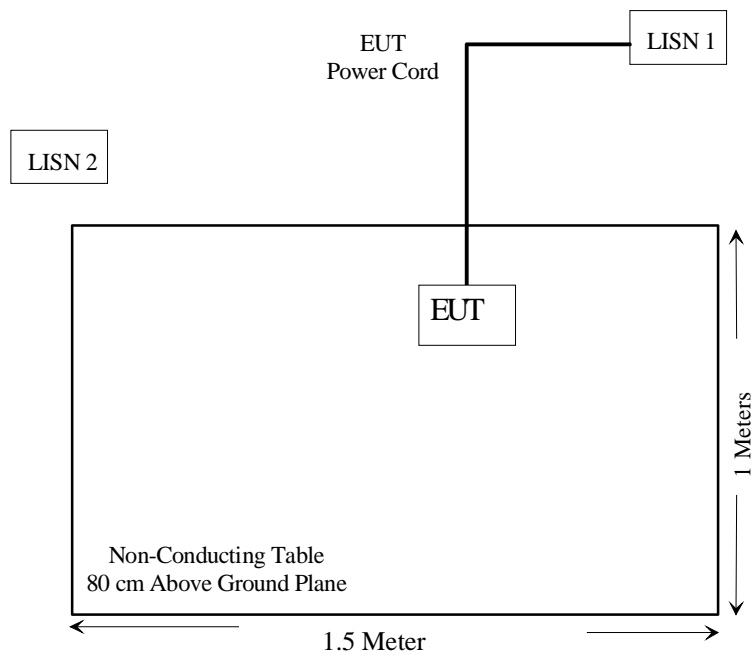 EUT
Power Cord
LISN 1
LISN 2
EUT
1 Meters
Non-Conducting Table
80 cm Above Ground Plane
1.5 Meter